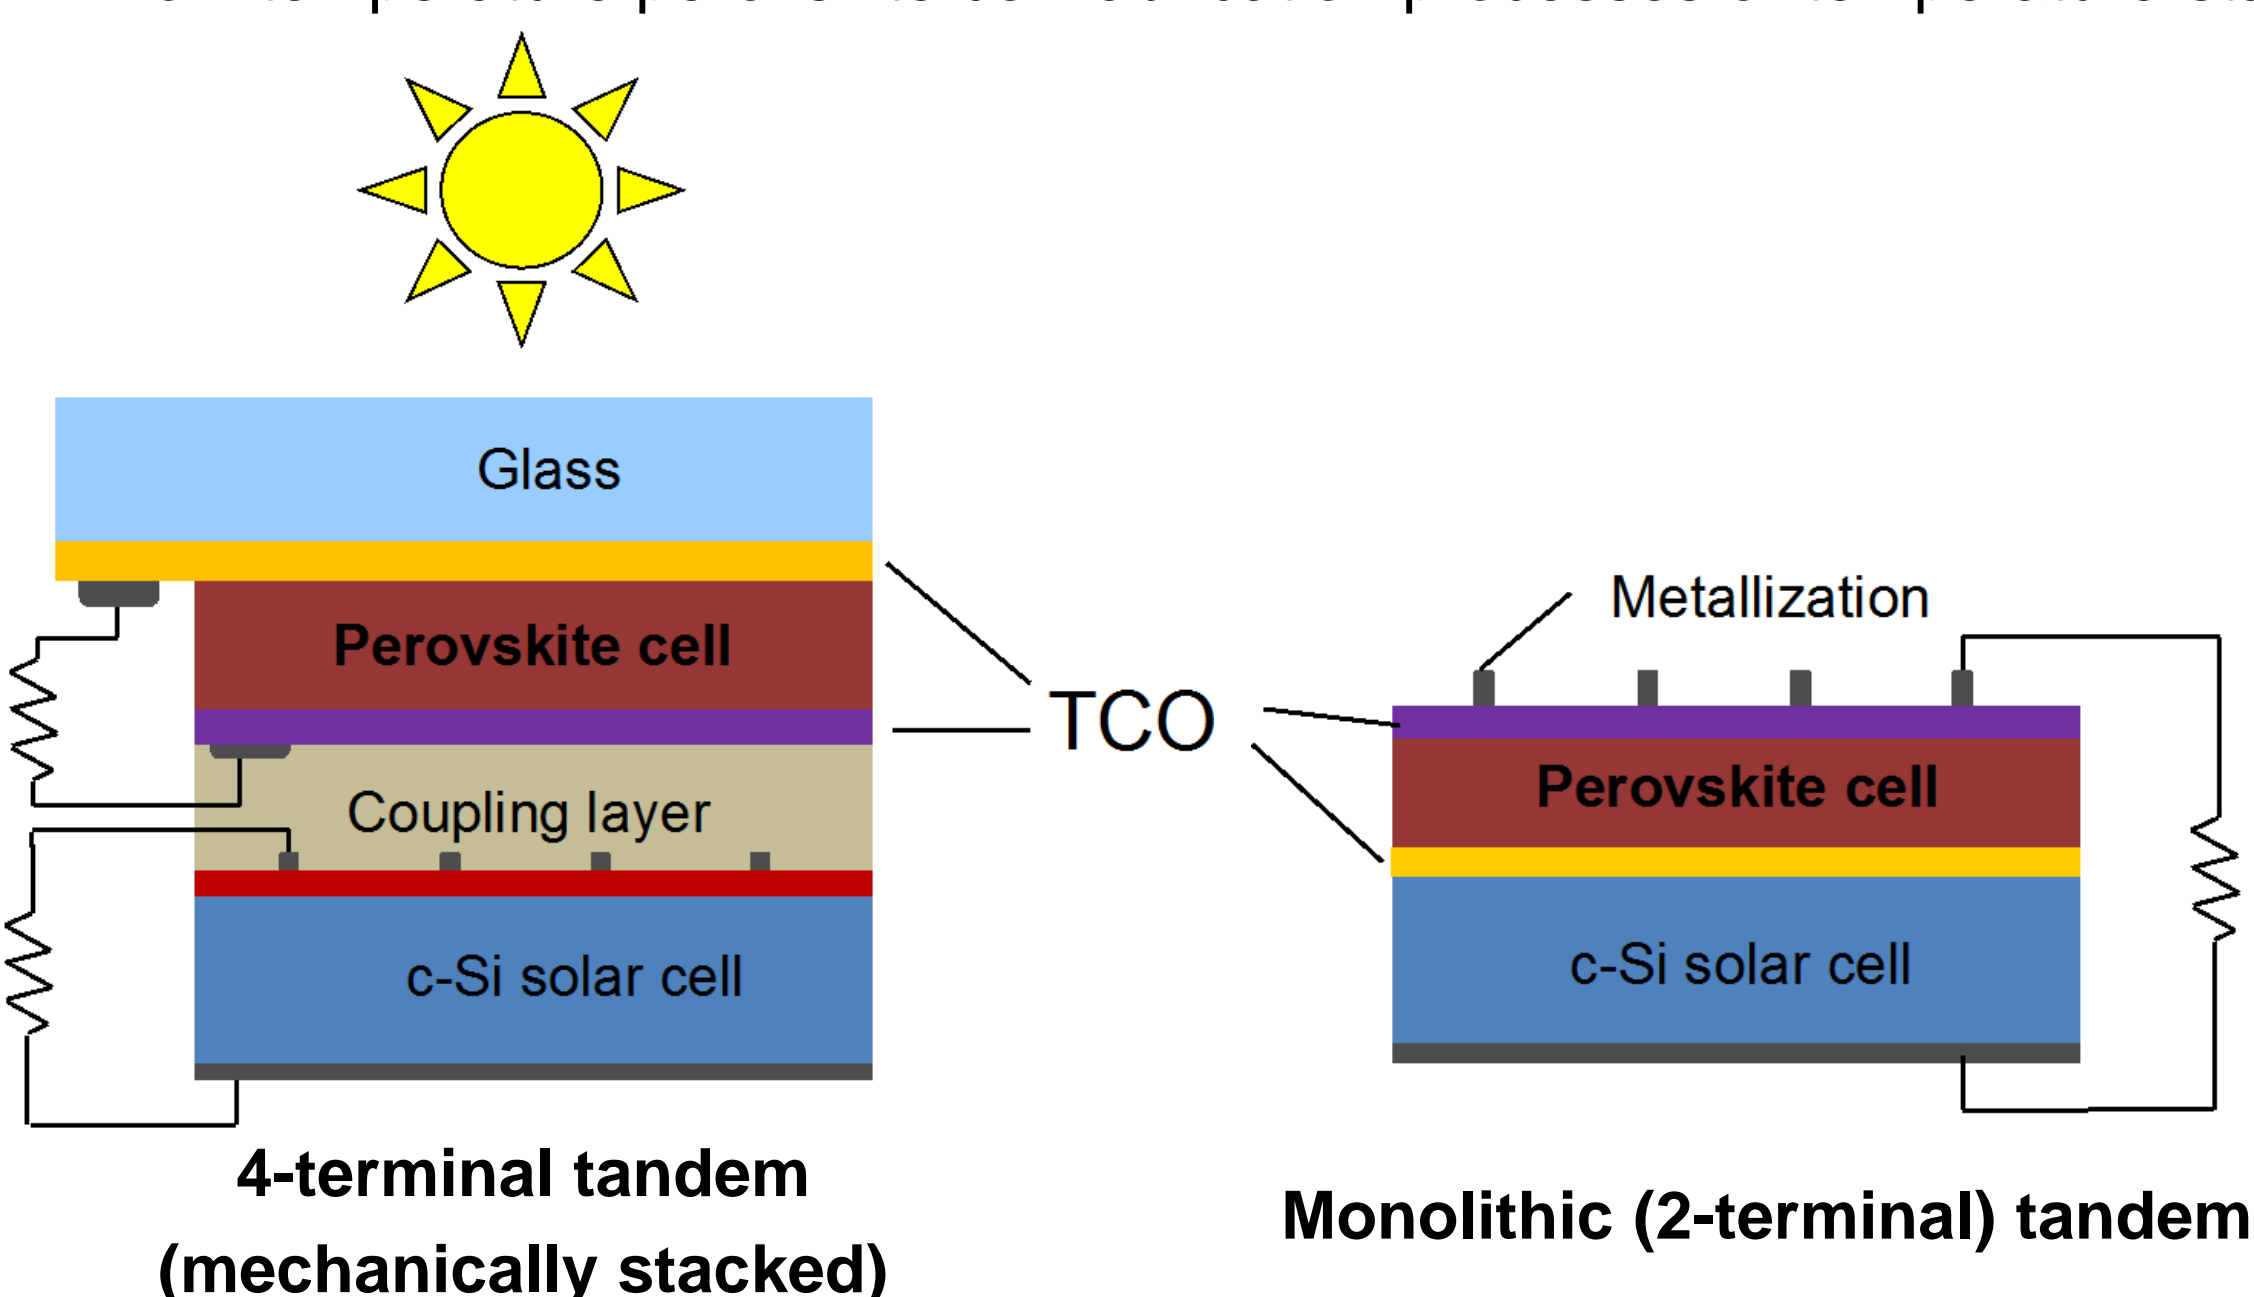 Glass
Perovskite cell
Coupling layer
c-Si solar cell
TCO
Metallization
Perovskite cell
c-Si solar cell
4-terminal tandem
(mechanically stacked)
Monolithic (2-terminal) tandem